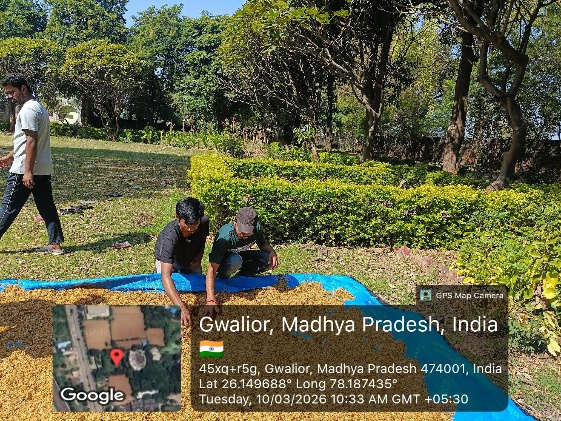 GPS Map Camera
Gwalior, Madhya Pradesh, India
45xq+r5g, Gwalior, Madhya Pradesh 474001, India
Lat 26.149688° Long 78.187435°
Tuesday, 10/03/2026 10:33 AM GMT +05:30
Google